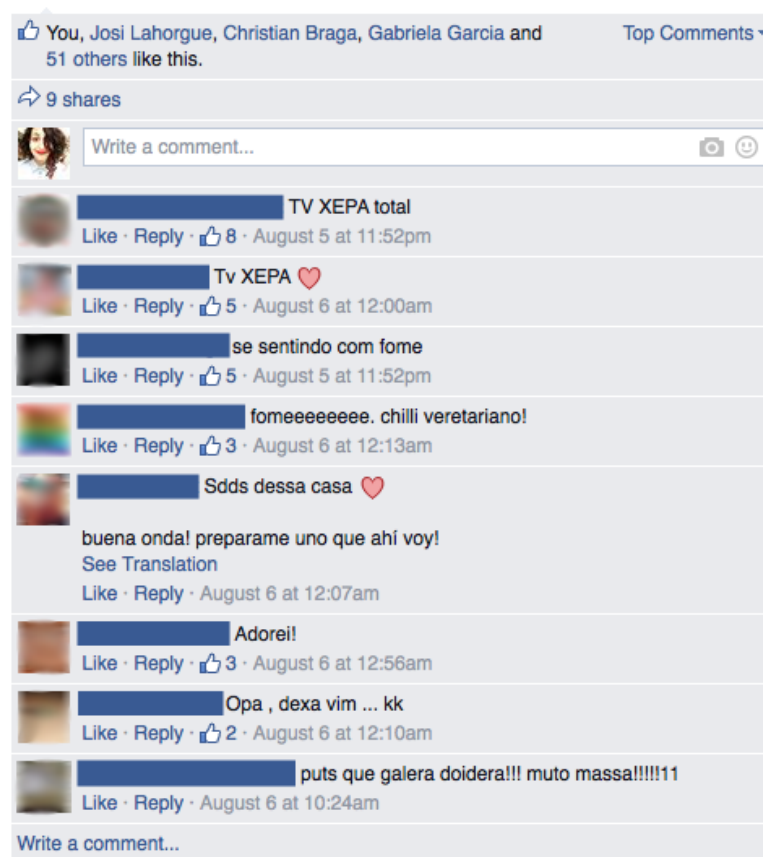 You, Josi Lahorgue, Christian Braga, Gabriela Garcia and
51 others like this.
Top Comments
9 shares
Write a comment...
TV XEPA total
Like · Reply · 8 · August 5 at 11:52pm
Tv XEPA
Like · Reply · 5 · August 6 at 12:00am
se sentindo com fome
Like · Reply · 5 · August 5 at 11:52pm
fomeeeeeeee. chilli veretariano!
Like · Reply · 3 · August 6 at 12:13am
Sdds dessa casa
buena onda! preparame uno que ahí voy!
See Translation
Like · Reply · August 6 at 12:07am
Adorei!
Like · Reply · 3 · August 6 at 12:56am
Opa , dexa vim ... kk
Like · Reply · 2 · August 6 at 12:10am
puts que galera doidera!!! muto massa!!!!!11
Like · Reply · August 6 at 10:24am
Write a comment...